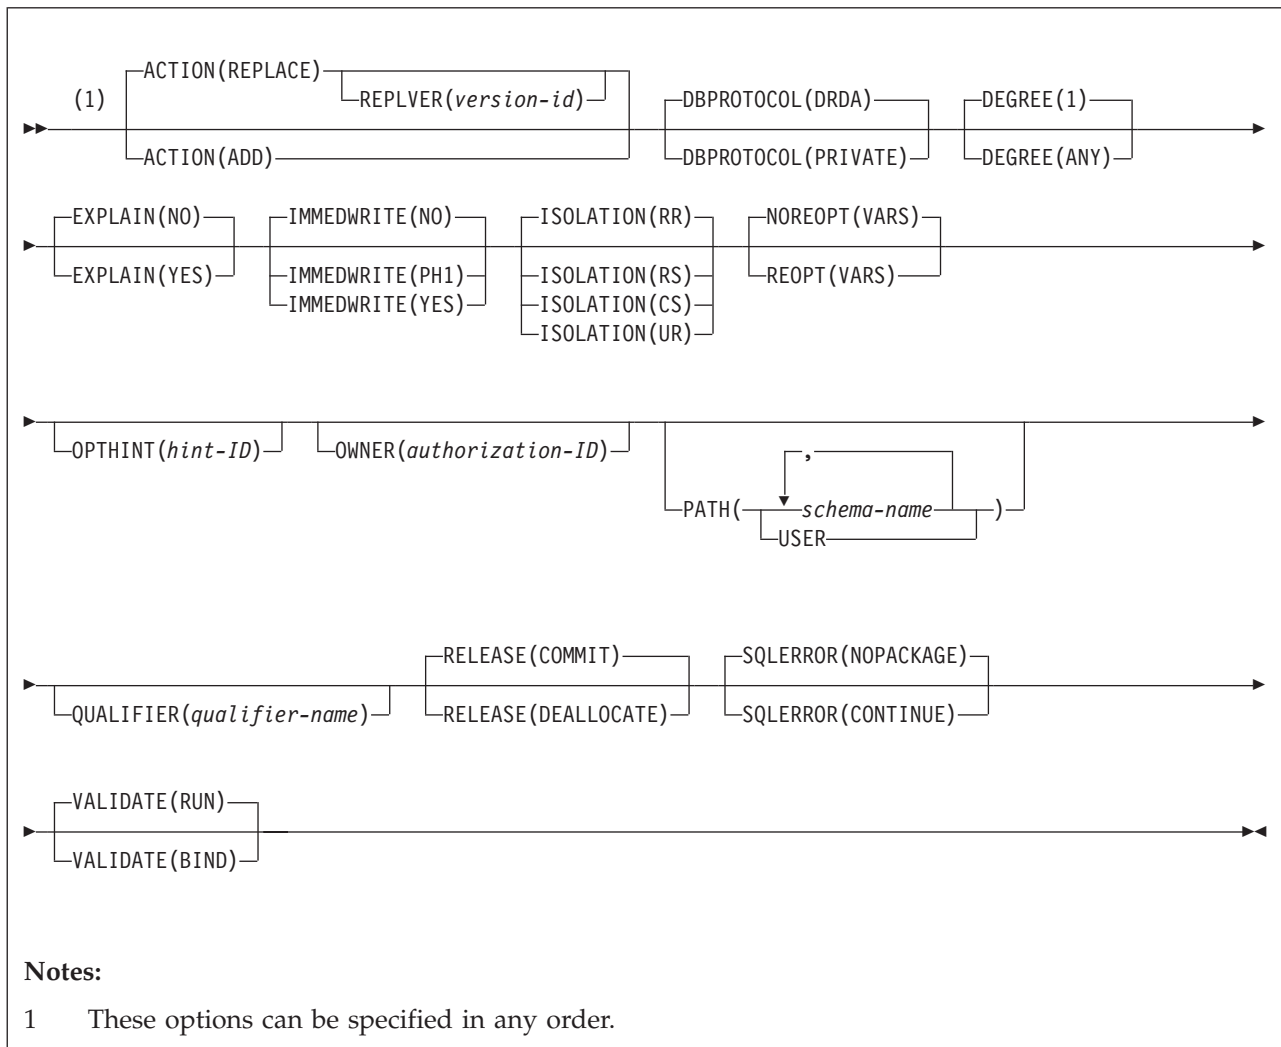 ACTION(REPLACE)
(1) REPLVER(version-id) DBPROTOCOL(DRDA) DEGREE(1)
ACTION(ADD) DBPROTOCOL(PRIVATE) DEGREE(ANY)
EXPLAIN(NO) IMMEDWRITE(NO) ISOLATION(RR) NOREOPT(VARS)
EXPLAIN(YES) IMMEDWRITE(PH1) ISOLATION(RS) REOPT(VARS)
IMMEDWRITE(YES) ISOLATION(CS)
ISOLATION(UR)
OPTHINT(hint-ID) OWNER(authorization-ID) ,
PATH( schema-name )
USER
RELEASE(COMMIT) SQLERROR(NOPACKAGE)
QUALIFIER(qualifier-name) RELEASE(DEALLOCATE) SQLERROR(CONTINUE)
VALIDATE(RUN)
VALIDATE(BIND)
Notes:
1 These options can be specified in any order.